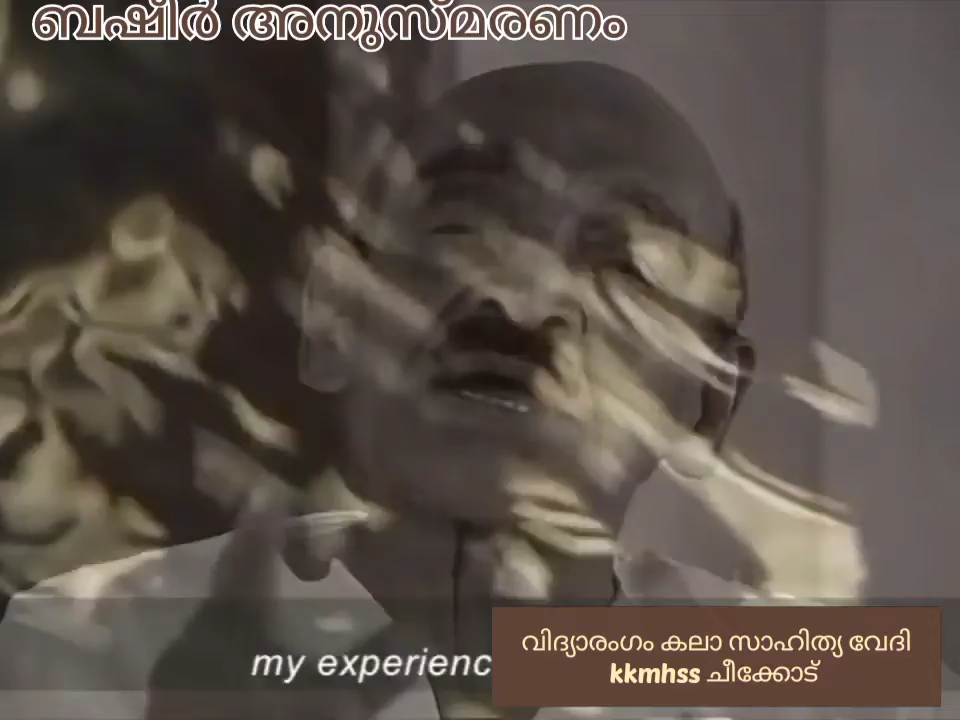 ബഷീർ അനുസ്മരണം
my experienc
വിദ്യാരംഗം കലാ സാഹിത്യ വേദി
kkmhss ചീക്കോട്